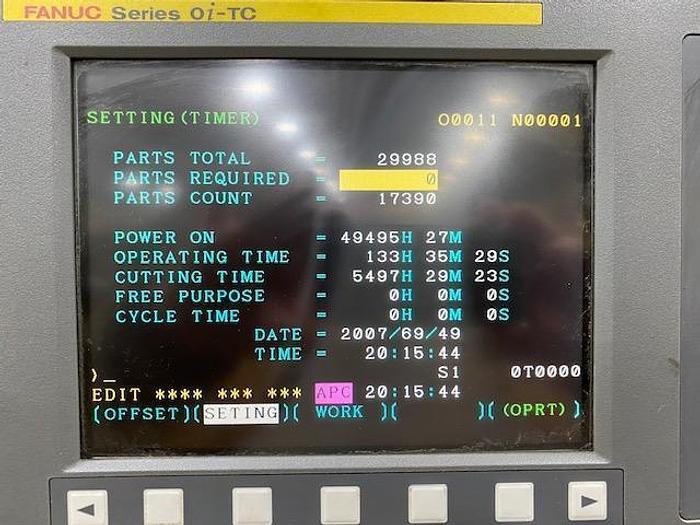 FANUC Series 0i-TC
SETTING(TIMER) O0011 N00001
PARTS TOTAL = 29988
PARTS REQUIRED = 0
PARTS COUNT = 17390
POWER ON = 49495H 27M
OPERATING TIME = 133H 35M 29S
CUTTING TIME = 5497H 29M 23S
FREE PURPOSE = 0H 0M 0S
CYCLE TIME = 0H 0M 0S
DATE = 2007/69/49
TIME = 20:15:44
S1 0T0000
)_
EDIT **** *** *** APC 20:15:44
(OFFSET)(SETING)( WORK )( )( (OPRT) )